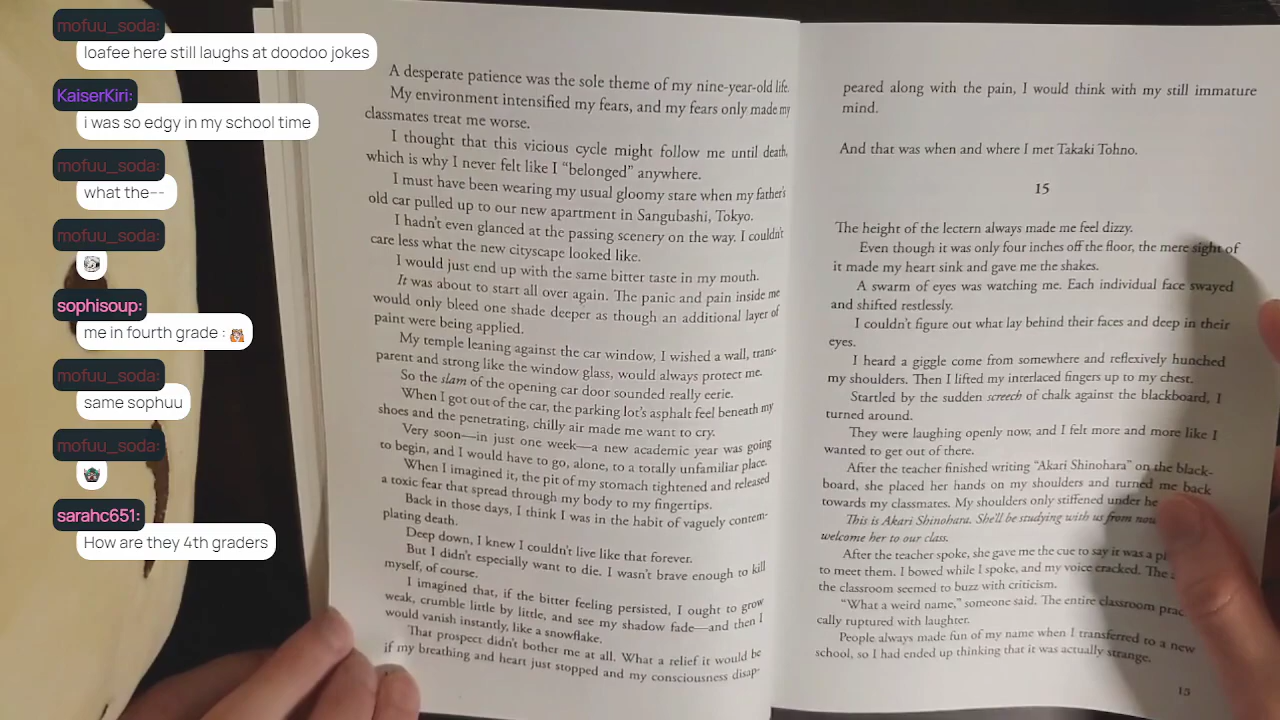 mofuu_soda:
loafee here still laughs at doodoo jokes
KaiserKiri:
i was so edgy in my school time
mofuu_soda:
what the--
mofuu_soda:
sophisoup:
me in fourth grade :
mofuu_soda:
same sophuu
mofuu_soda:
sarahc651:
How are they 4th graders
A desperate patience was the sole theme of my nine-year-old life.
My environment intensified my fears, and my fears only made my
classmates treat me worse.
I thought that this vicious cycle might follow me until death,
which is why I never felt like I “belonged” anywhere.
I must have been wearing my usual gloomy stare when my father's
old car pulled up to our new apartment in Sangubashi, Tokyo.
I hadn't even glanced at the passing scenery on the way. I couldn't
care less what the new cityscape looked like.
I would just end up with the same bitter taste in my mouth.
It was about to start all over again. The panic and pain inside me
would only bleed one shade deeper as though an additional layer of
paint were being applied.
My temple leaning against the car window, I wished a wall, trans-
parent and strong like the window glass, would always protect me.
So the slam of the opening car door sounded really eerie.
When I got out of the car, the parking lot's asphalt feel beneath my
shoes and the penetrating, chilly air made me want to cry.
Very soon—in just one week—a new academic year was going
to begin, and I would have to go, alone, to a totally unfamiliar place.
When I imagined it, the pit of my stomach tightened and released
a toxic fear that spread through my body to my fingertips.
Back in those days, I think I was in the habit of vaguely contem-
plating death.
Deep down, I knew I couldn't live like that forever.
But I didn't especially want to die. I wasn't brave enough to kill
myself, of course.
I imagined that, if the bitter feeling persisted, I ought to grow
weak, crumble little by little, and see my shadow fade—and then I
would vanish instantly, like a snowflake.
That prospect didn't bother me at all. What a relief it would be
if my breathing and heart just stopped and my consciousness disap-
peared along with the pain, I would think with my still immature
mind.
And that was when and where I met Takaki Tohno.
15
The height of the lectern always made me feel dizzy.
Even though it was only four inches off the floor, the mere sight of
it made my heart sink and gave me the shakes.
A swarm of eyes was watching me. Each individual face swayed
and shifted restlessly.
I couldn't figure out what lay behind their faces and deep in their
eyes.
I heard a giggle come from somewhere and reflexively hunched
my shoulders. Then I lifted my interlaced fingers up to my chest.
Startled by the sudden screech of chalk against the blackboard, I
turned around.
They were laughing openly now, and I felt more and more like I
wanted to get out of there.
After the teacher finished writing “Akari Shinohara” on the black-
board, she placed her hands on my shoulders and turned me back
towards my classmates. My shoulders only stiffened under he
This is Akari Shinohara. She'll be studying with us from now
welcome her to our class.
After the teacher spoke, she gave me the cue to say it was a pl
to meet them. I bowed while I spoke, and my voice cracked. The
the classroom seemed to buzz with criticism.
“What a weird name,” someone said. The entire classroom prac
cally ruptured with laughter.
People always made fun of my name when I transferred to a new
school, so I had ended up thinking that it was actually strange.
15